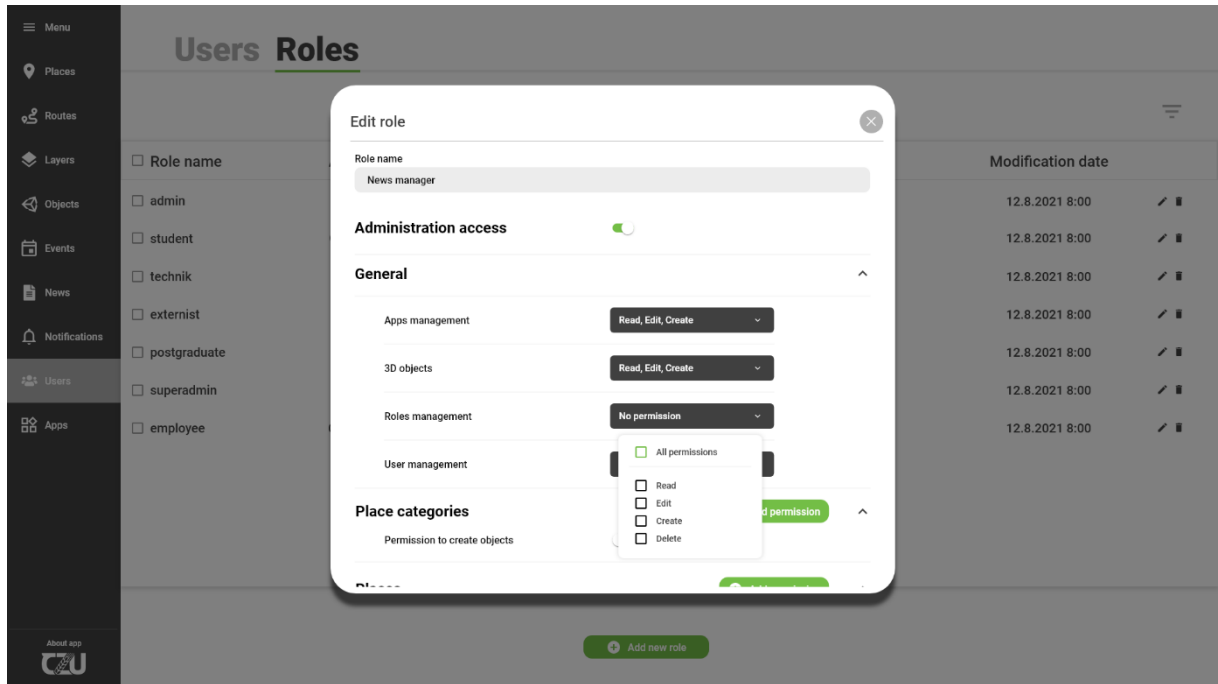 Menu
Places
Routes
Layers
Objects
Events
News
Notifications
Users
Apps
About app
CZU
Users Roles
Role name
Modification date
admin
12.8.2021 8:00
student
12.8.2021 8:00
technik
12.8.2021 8:00
externist
12.8.2021 8:00
postgraduate
12.8.2021 8:00
superadmin
12.8.2021 8:00
employee
12.8.2021 8:00
Edit role
Role name
News manager
Administration access
General
Apps management
Read, Edit, Create
3D objects
Read, Edit, Create
Roles management
No permission
All permissions
Read
Edit
Create
Delete
User management
Place categories
permission
Permission to create objects
Add new role